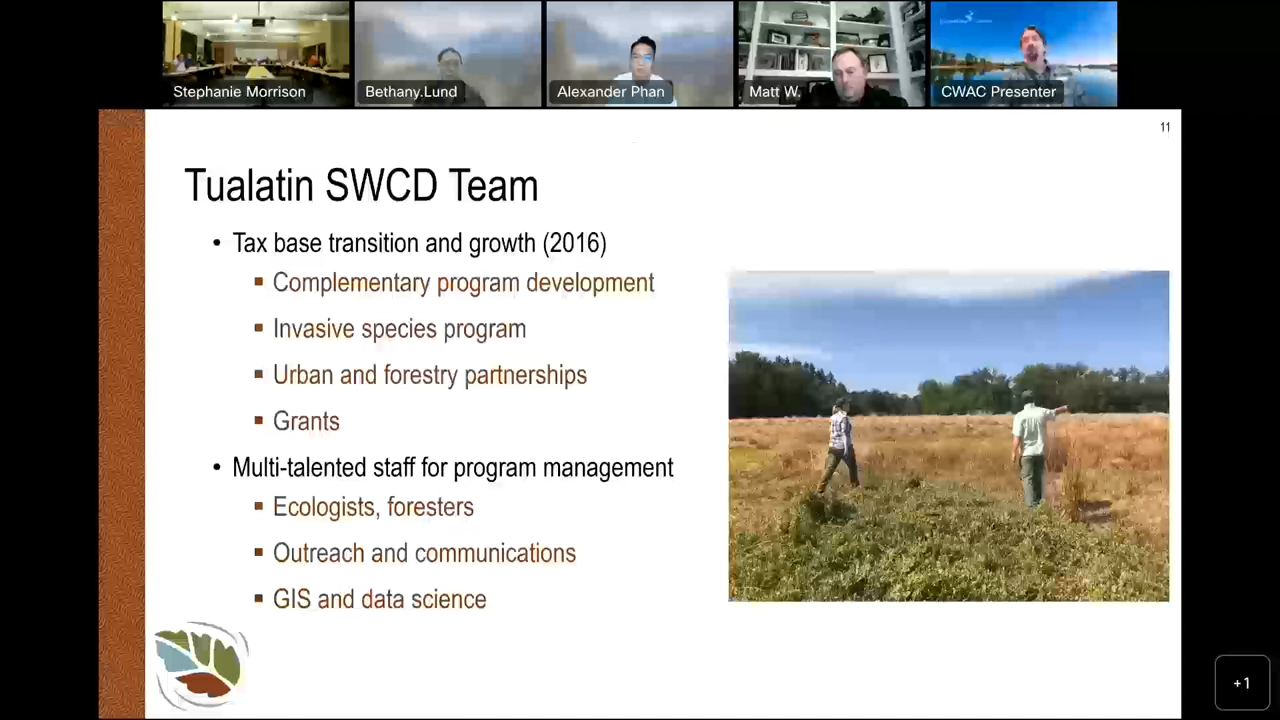 Stephanie Morrison
Bethany.Lund
Alexander Phan
Matt W.
CWAC Presenter
11
Tualatin SWCD Team
• Tax base transition and growth (2016)
▪ Complementary program development
▪ Invasive species program
▪ Urban and forestry partnerships
▪ Grants
• Multi-talented staff for program management
▪ Ecologists, foresters
▪ Outreach and communications
▪ GIS and data science
+1